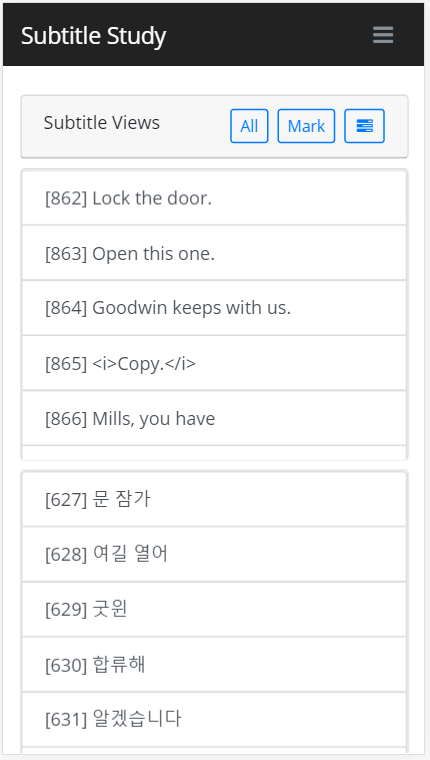 Subtitle Study
Subtitle Views
All
Mark
[862] Lock the door.
[863] Open this one.
[864] Goodwin keeps with us.
[865] <i>Copy.</i>
[866] Mills, you have
[627] 문 잠가
[628] 여길 열어
[629] 굿윈
[630] 합류해
[631] 알겠습니다